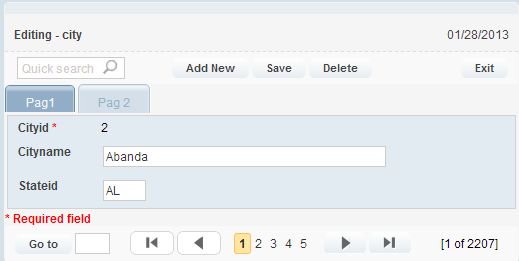 Editing - city 01/28/2013
Quick search Add New Save Delete Exit
Pag1 Pag 2
Cityid * 2
Cityname Abanda
Stateid AL
* Required field
Go to 1 2 3 4 5 [1 of 2207]